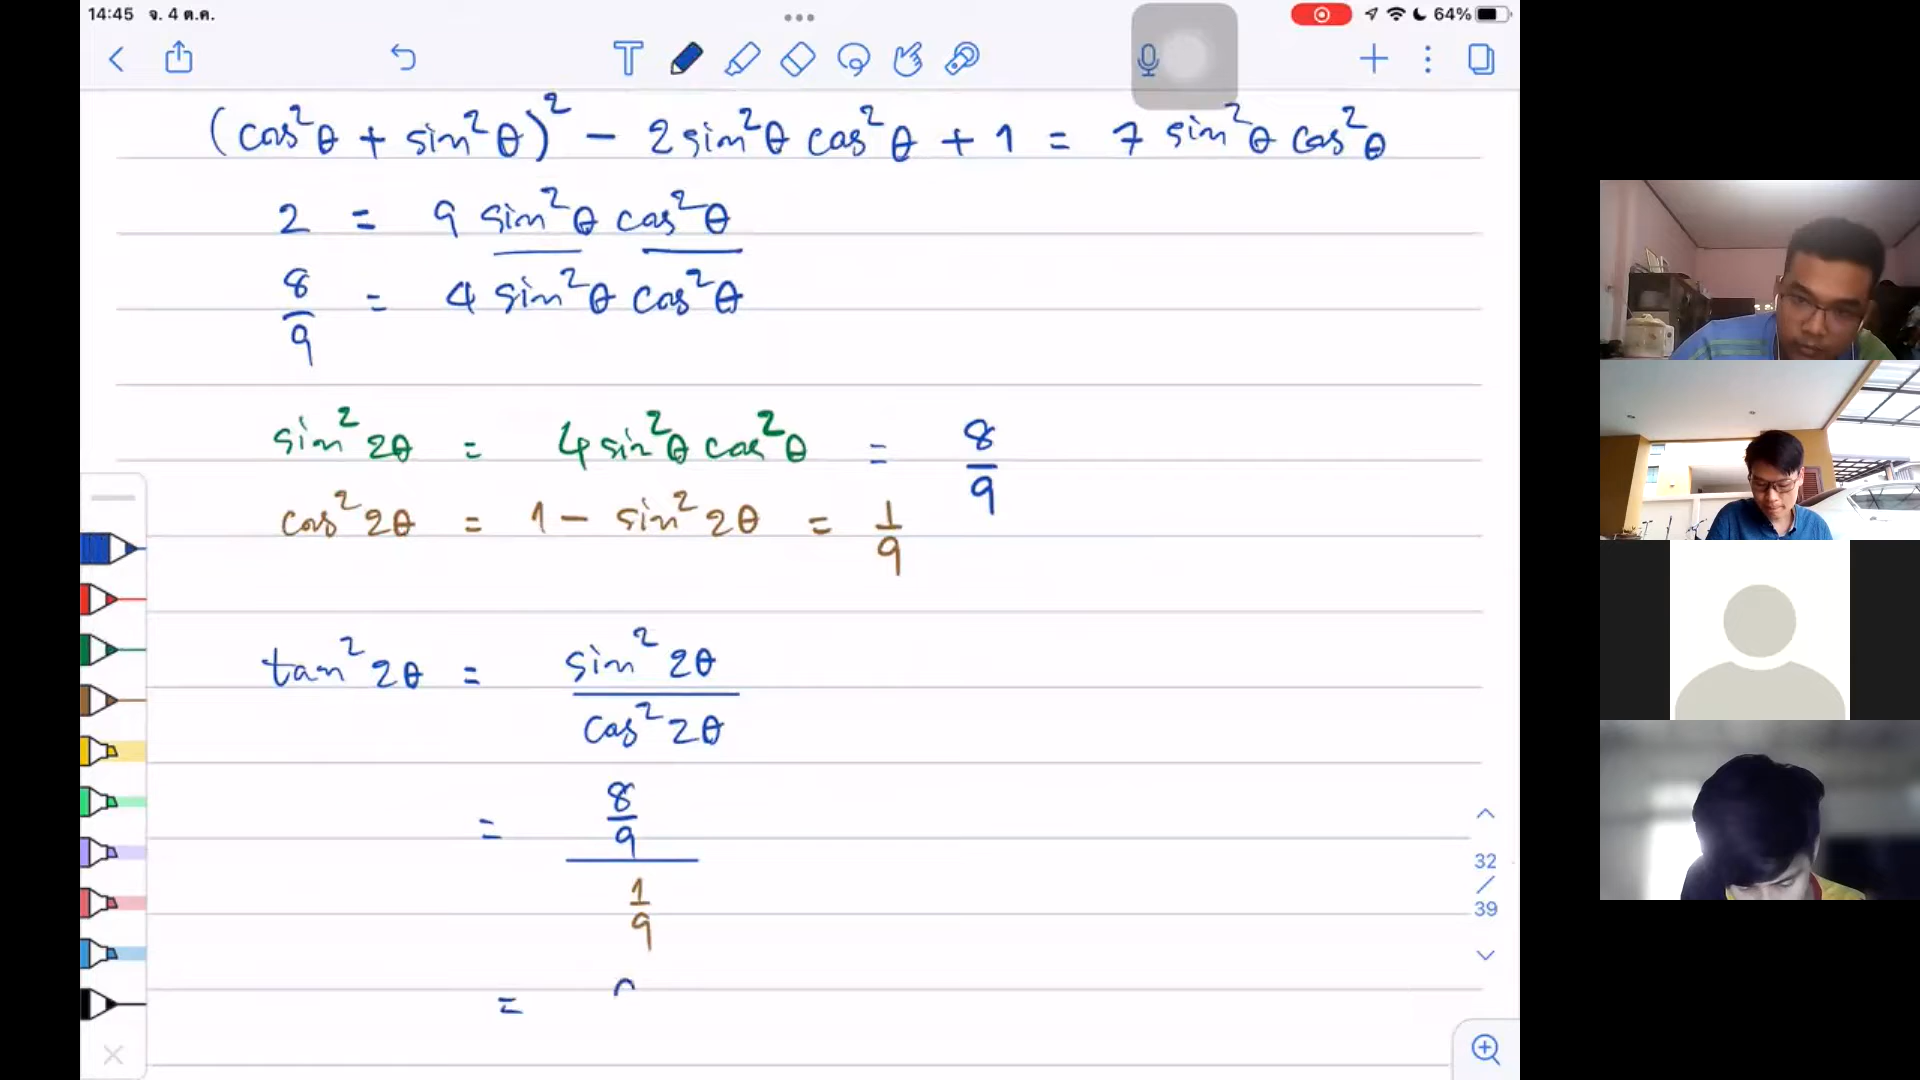 14:45 จ. 4 ต.ค. 64%
(cos²θ + sin²θ)² − 2sin²θ cos²θ + 1 = 7 sin²θ cos²θ
2 = 9 sin²θ cos²θ
8/9 = 4 sin²θ cos²θ
sin²2θ = 4sin²θ cos²θ = 8/9
cos²2θ = 1 − sin²2θ = 1/9
tan²2θ = sin²2θ / cos²2θ
= 8/9 / 1/9
=
32 / 39